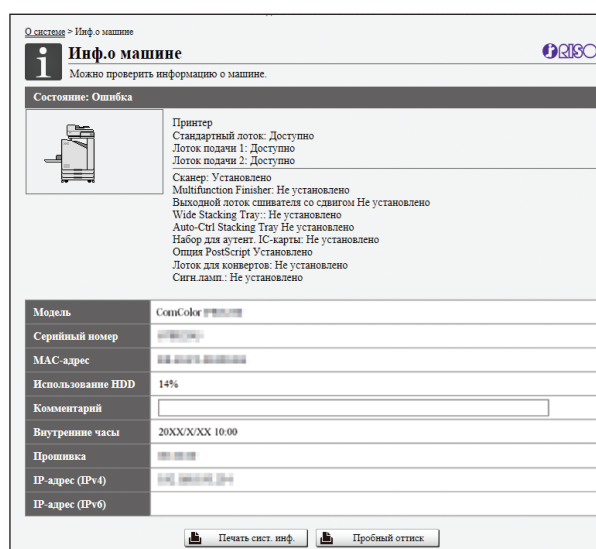 О системе > Инф.о машине
Инф.о машине
RISO
Можно проверить информацию о машине.
Состояние: Ошибка
Принтер
Стандартный лоток: Доступно
Лоток подачи 1: Доступно
Лоток подачи 2: Доступно
Сканер: Установлено
Multifunction Finisher: Не установлено
Выходной лоток сшивателя со сдвигом Не установлено
Wide Stacking Tray:: Не установлено
Auto-Ctrl Stacking Tray Не установлено
Набор для аутент. IC-карты: Не установлено
Опция PostScript Установлено
Лоток для конвертов: Не установлено
Сигн.ламп.: Не установлено
Модель ComColor
Серийный номер
MAC-адрес
Использование HDD 14%
Комментарий
Внутренние часы 20XX/X/XX 10:00
Прошивка
IP-адрес (IPv4)
IP-адрес (IPv6)
Печать сист. инф. Пробный оттиск